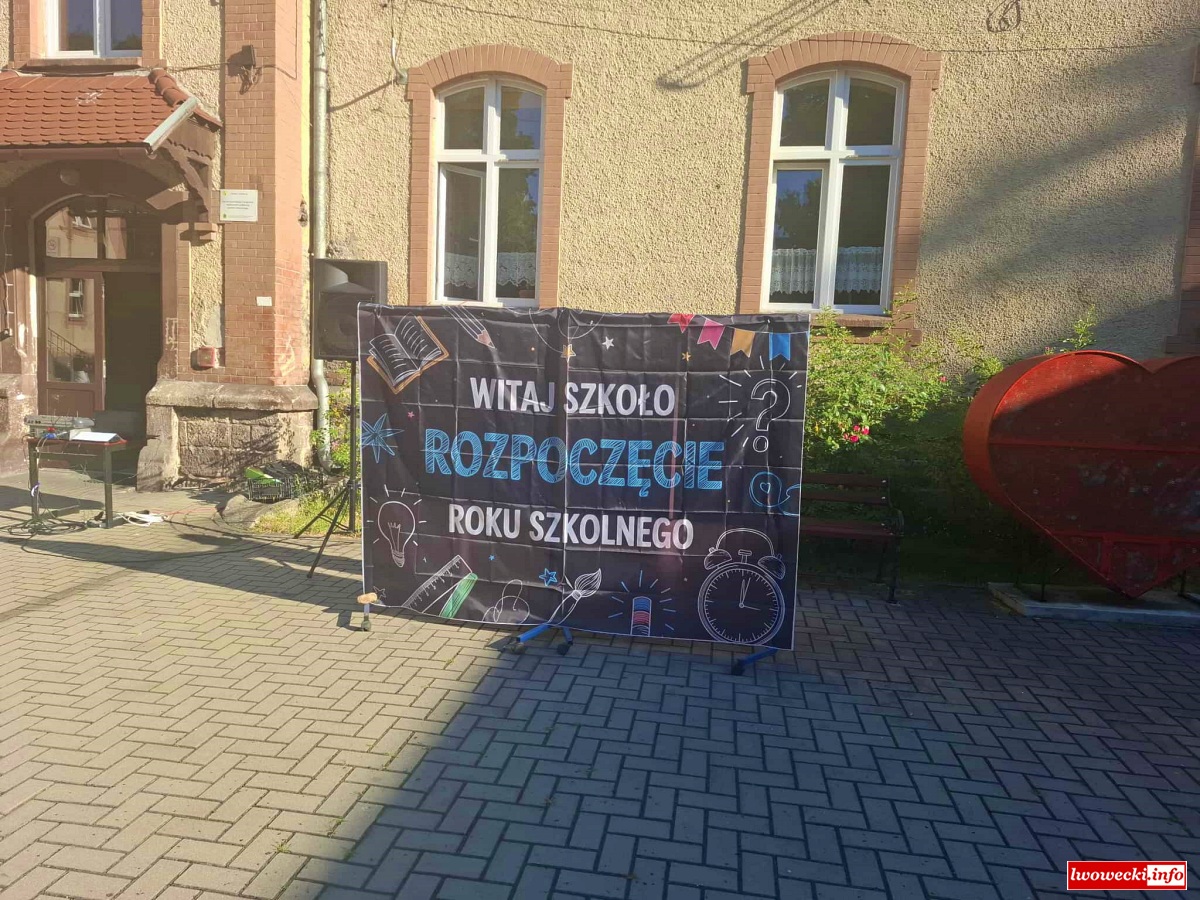 WITAJ SZKOŁO
ROZPOCZĘCIE
ROKU SZKOLNEGO
lwowecki.info